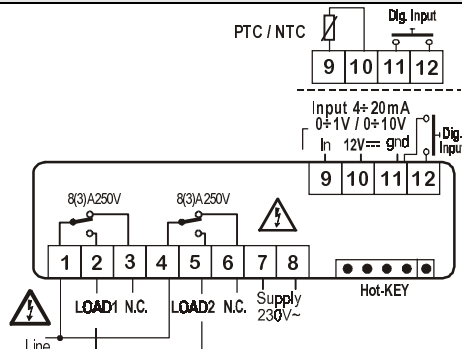 PTC / NTC
Dig. Input
9 10 11 12
Input 4÷20mA
0÷1V / 0÷10V
In 12V⎓ gnd
Dig.
Input
9 10 11 12
8(3)A250V 8(3)A250V
1 2 3 4 5 6 7 8
LOAD1 N.C. LOAD2 N.C. Supply
230V~
Hot-KEY
Line